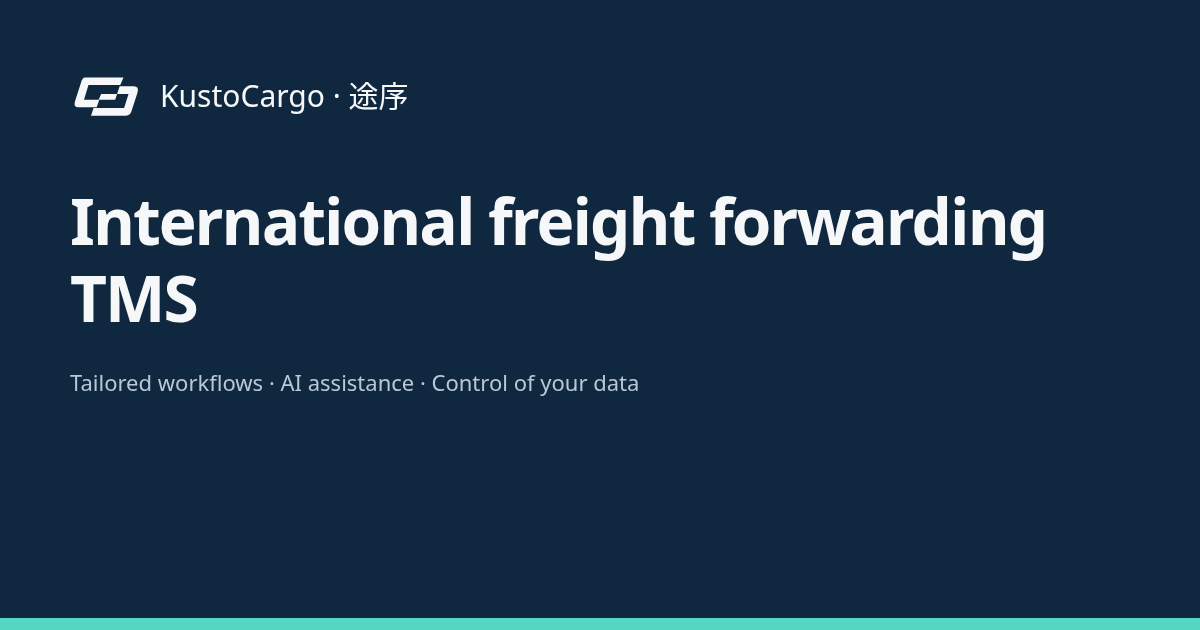 KustoCargo · 途序
International freight forwarding
TMS
Tailored workflows · AI assistance · Control of your data